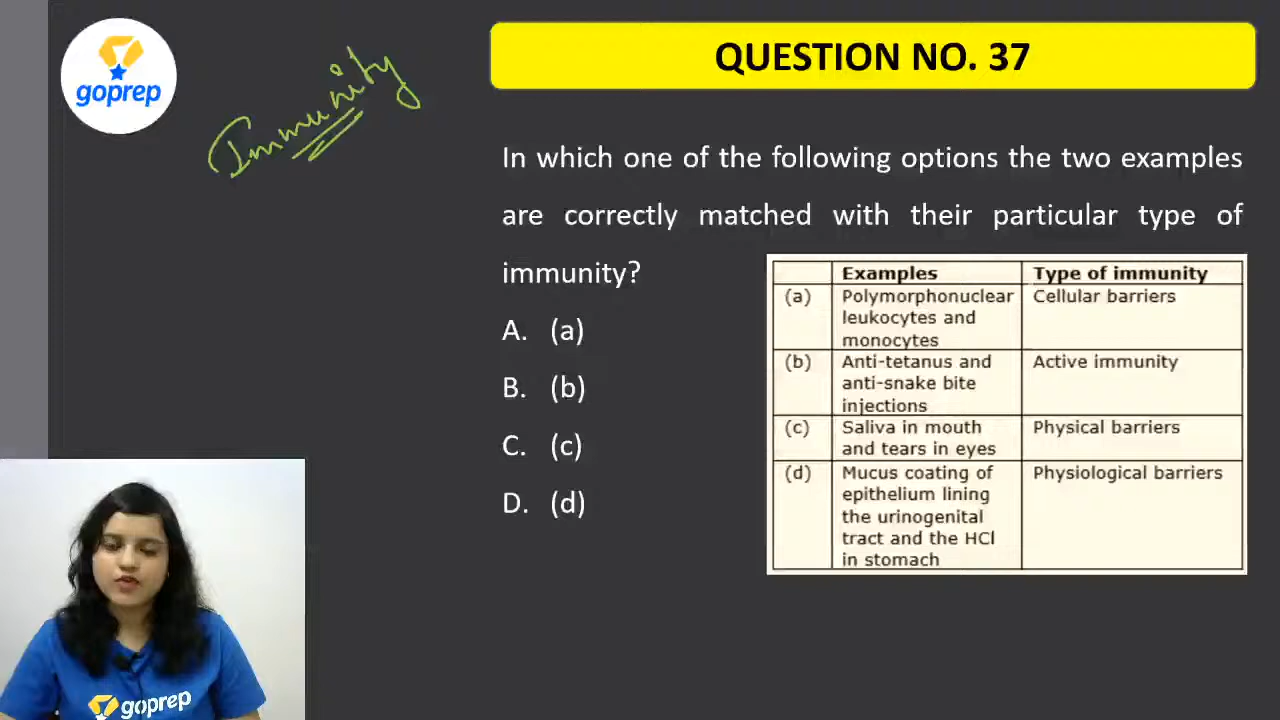 goprep
Immunity
QUESTION NO. 37
In which one of the following options the two examples
are correctly matched with their particular type of
immunity?
A. (a)
B. (b)
C. (c)
D. (d)
Examples Type of immunity
(a) Polymorphonuclear Cellular barriers
leukocytes and
monocytes
(b) Anti-tetanus and Active immunity
anti-snake bite
injections
(c) Saliva in mouth Physical barriers
and tears in eyes
(d) Mucus coating of Physiological barriers
epithelium lining
the urinogenital
tract and the HCl
in stomach
goprep